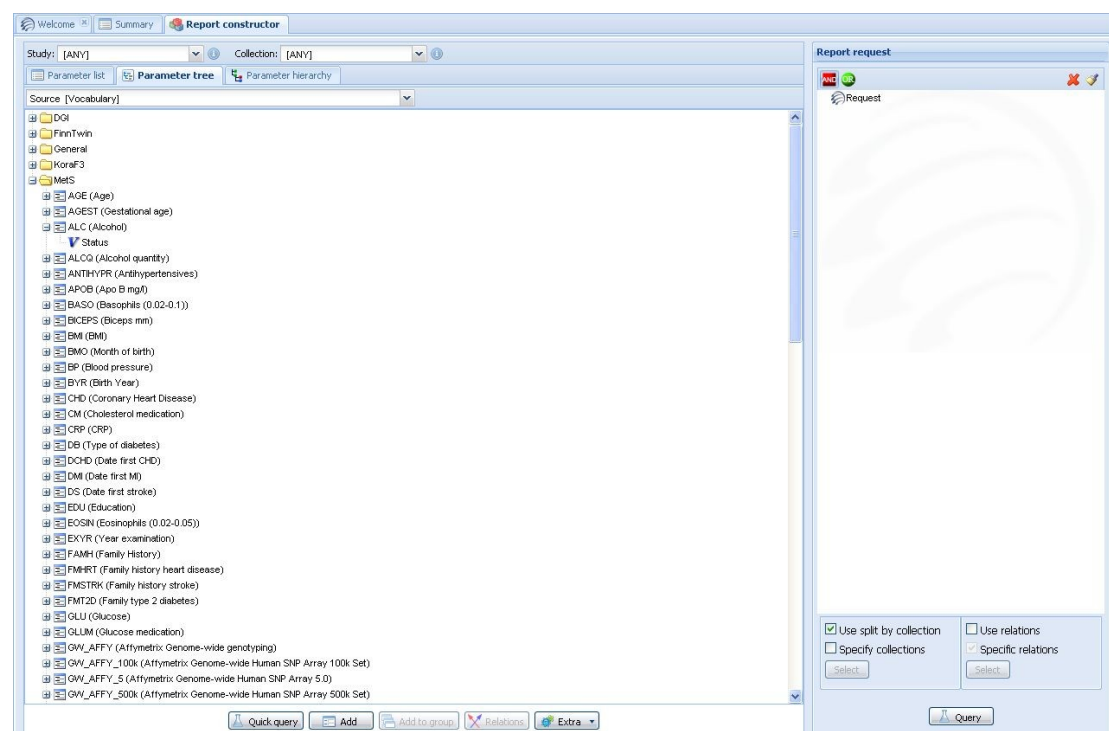 Welcome Summary Report constructor
Study: [ANY] Collection: [ANY]
Parameter list Parameter tree Parameter hierarchy
Source [Vocabulary]
DGI
FinnTwin
General
KoraF3
MetS
AGE (Age)
AGEST (Gestational age)
ALC (Alcohol)
Status
ALCQ (Alcohol quantity)
ANTIHYPR (Antihypertensives)
APOB (Apo B mg/l)
BASO (Basophils (0.02-0.1))
BICEPS (Biceps mm)
BMI (BMI)
BMO (Month of birth)
BP (Blood pressure)
BYR (Birth Year)
CHD (Coronary Heart Disease)
CM (Cholesterol medication)
CRP (CRP)
DB (Type of diabetes)
DCHD (Date first CHD)
DMI (Date first MI)
DS (Date first stroke)
EDU (Education)
EOSIN (Eosinophils (0.02-0.05))
EXYR (Year examination)
FAMH (Family History)
FMHRT (Family history heart disease)
FMSTRK (Family history stroke)
FMT2D (Family type 2 diabetes)
GLU (Glucose)
GLUM (Glucose medication)
GW_AFFY (Affymetrix Genome-wide genotyping)
GW_AFFY_100k (Affymetrix Genome-wide Human SNP Array 100k Set)
GW_AFFY_5 (Affymetrix Genome-wide Human SNP Array 5.0)
GW_AFFY_500k (Affymetrix Genome-wide Human SNP Array 500k Set)
Quick query Add Add to group Relations Extra
Report request
AND OR
Request
Use split by collection Use relations
Specify collections Specific relations
Select Select
Query